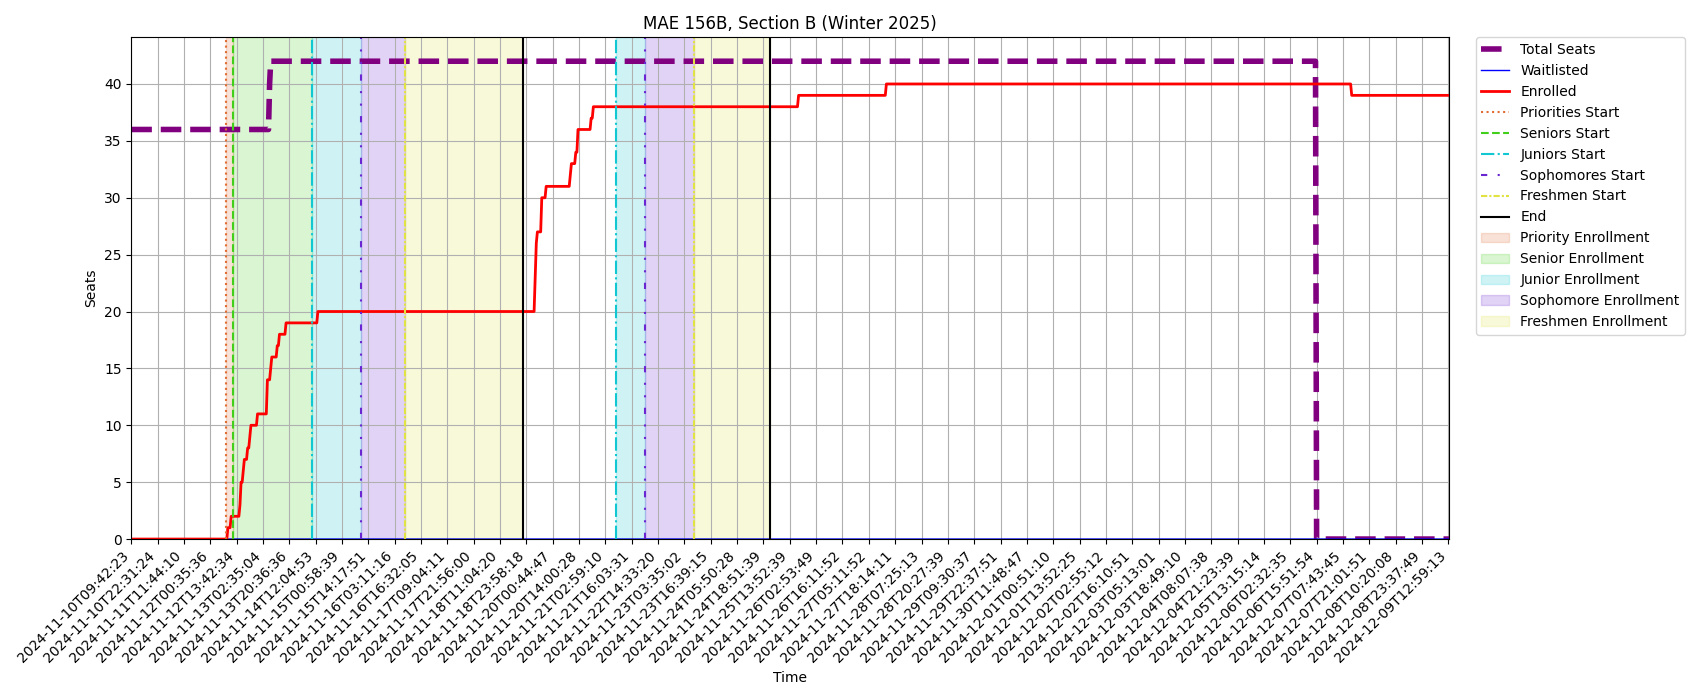 MAE 156B, Section B (Winter 2025)
Seats
40
35
30
25
20
15
10
5
0
2024-11-10T09:42:23
2024-11-10T22:31:24
2024-11-11T11:44:10
2024-11-12T00:35:36
2024-11-12T13:42:34
2024-11-13T02:35:04
2024-11-13T20:36:36
2024-11-14T12:04:53
2024-11-15T00:58:39
2024-11-15T14:17:51
2024-11-16T03:11:16
2024-11-16T16:32:05
2024-11-17T09:04:11
2024-11-17T21:56:00
2024-11-18T11:04:20
2024-11-18T23:58:18
2024-11-20T00:44:47
2024-11-20T14:00:28
2024-11-21T02:59:10
2024-11-21T16:03:31
2024-11-22T14:33:20
2024-11-23T03:35:02
2024-11-23T16:39:15
2024-11-24T05:50:28
2024-11-24T18:51:39
2024-11-25T13:52:39
2024-11-26T02:53:49
2024-11-26T16:11:52
2024-11-27T05:11:52
2024-11-27T18:14:11
2024-11-28T07:25:13
2024-11-28T20:27:39
2024-11-29T09:30:37
2024-11-29T22:37:51
2024-11-30T11:48:47
2024-12-01T00:51:10
2024-12-01T13:52:25
2024-12-02T02:55:12
2024-12-02T16:10:51
2024-12-03T05:13:01
2024-12-03T18:49:10
2024-12-04T08:07:38
2024-12-04T21:23:39
2024-12-05T13:15:14
2024-12-06T02:32:35
2024-12-06T15:51:54
2024-12-07T07:43:45
2024-12-07T21:01:51
2024-12-08T10:20:08
2024-12-08T23:37:49
2024-12-09T12:59:13
Time
Total Seats
Waitlisted
Enrolled
Priorities Start
Seniors Start
Juniors Start
Sophomores Start
Freshmen Start
End
Priority Enrollment
Senior Enrollment
Junior Enrollment
Sophomore Enrollment
Freshmen Enrollment